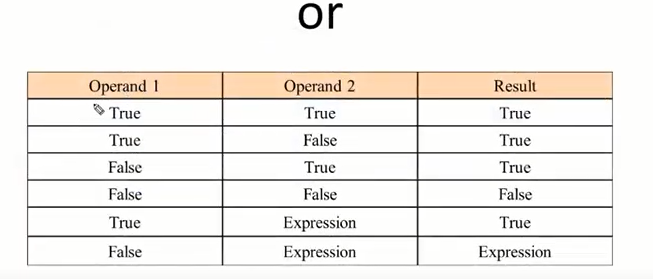 or
Operand 1 Operand 2 Result
True True True
True False True
False True True
False False False
True Expression True
False Expression Expression